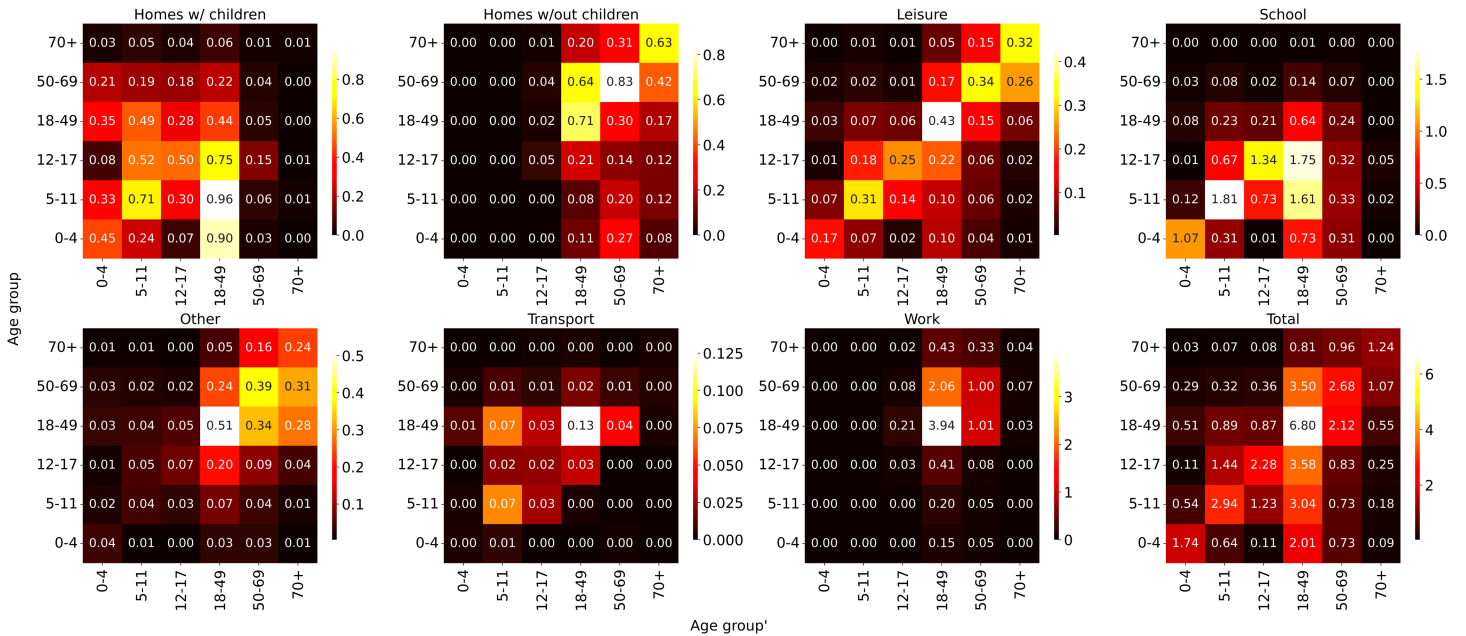 Homes w/ children Homes w/out children Leisure School
70+ 0.03 0.05 0.04 0.06 0.01 0.01 0.00 0.00 0.01 0.20 0.31 0.63 0.00 0.01 0.01 0.05 0.15 0.32 70+ 0.00 0.00 0.00 0.01 0.00 0.00
50-69 0.21 0.19 0.18 0.22 0.04 0.00 50-69 0.00 0.00 0.04 0.64 0.83 0.42 50-69 0.02 0.02 0.01 0.17 0.34 0.26 50-69 0.03 0.08 0.02 0.14 0.07 0.00
18-49 0.35 0.49 0.28 0.44 0.05 0.00 18-49 0.00 0.00 0.02 0.71 0.30 0.17 18-49 0.03 0.07 0.06 0.43 0.15 0.06 18-49 0.08 0.23 0.21 0.64 0.24 0.00
12-17 0.08 0.52 0.50 0.75 0.15 0.01 12-17 0.00 0.00 0.05 0.21 0.14 0.12 12-17 0.01 0.18 0.25 0.22 0.06 0.02 12-17 0.01 0.67 1.34 1.75 0.32 0.05
5-11 0.33 0.71 0.30 0.96 0.06 0.01 5-11 0.00 0.00 0.00 0.08 0.20 0.12 5-11 0.07 0.31 0.14 0.10 0.06 0.02 5-11 0.12 1.81 0.73 1.61 0.33 0.02
0-4 0.45 0.24 0.07 0.90 0.03 0.00 0-4 0.00 0.00 0.00 0.11 0.27 0.08 0-4 0.17 0.07 0.02 0.10 0.04 0.01 0-4 1.07 0.31 0.01 0.73 0.31 0.00
0.8 0.6 0.4 0.2 0.0
0.8 0.6 0.4 0.2 0.0
0.4 0.3 0.2 0.1
1.5 1.0 0.5 0.0
0-4 5-11 12-17 18-49 50-69 70+ 0-4 5-11 12-17 18-49 50-69 70+ 0-4 5-11 12-17 18-49 50-69 70+ 0-4 5-11 12-17 18-49 50-69 70+
Age group
Other Transport Work Total
70+ 0.01 0.01 0.00 0.05 0.16 0.24 70+ 0.00 0.00 0.00 0.00 0.00 0.00 70+ 0.00 0.00 0.02 0.43 0.33 0.04 70+ 0.03 0.07 0.08 0.81 0.96 1.24
50-69 0.03 0.02 0.02 0.24 0.39 0.31 50-69 0.00 0.01 0.01 0.02 0.01 0.00 50-69 0.00 0.00 0.08 2.06 1.00 0.07 50-69 0.29 0.32 0.36 3.50 2.68 1.07
18-49 0.03 0.04 0.05 0.51 0.34 0.28 18-49 0.01 0.07 0.03 0.13 0.04 0.00 18-49 0.00 0.00 0.21 3.94 1.01 0.03 18-49 0.51 0.89 0.87 6.80 2.12 0.55
12-17 0.01 0.05 0.07 0.20 0.09 0.04 12-17 0.00 0.02 0.02 0.03 0.00 0.00 12-17 0.00 0.00 0.03 0.41 0.08 0.00 12-17 0.11 1.44 2.28 3.58 0.83 0.25
5-11 0.02 0.04 0.03 0.07 0.04 0.01 5-11 0.00 0.07 0.03 0.00 0.00 0.00 5-11 0.00 0.00 0.00 0.20 0.05 0.00 5-11 0.54 2.94 1.23 3.04 0.73 0.18
0-4 0.04 0.01 0.00 0.03 0.03 0.01 0-4 0.00 0.01 0.00 0.00 0.00 0.00 0-4 0.00 0.00 0.00 0.15 0.05 0.00 0-4 1.74 0.64 0.11 2.01 0.73 0.09
0.5 0.4 0.3 0.2 0.1
0.125 0.100 0.075 0.050 0.025 0.000
3 2 1 0
6 4 2
0-4 5-11 12-17 18-49 50-69 70+ 0-4 5-11 12-17 18-49 50-69 70+ 0-4 5-11 12-17 18-49 50-69 70+ 0-4 5-11 12-17 18-49 50-69 70+
Age group'